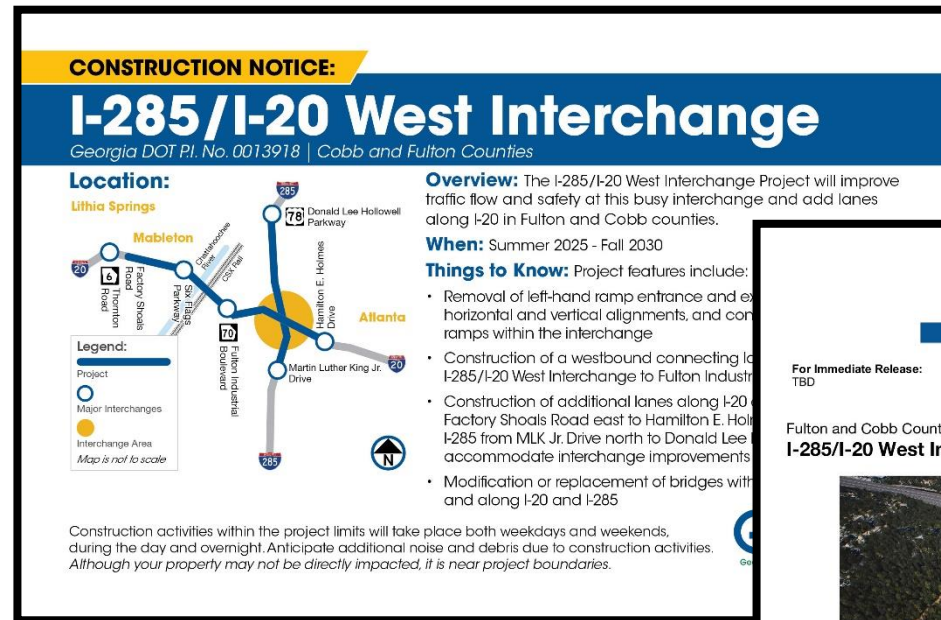 CONSTRUCTION NOTICE:
I-285/I-20 West Interchange
Georgia DOT P.I. No. 0013918 | Cobb and Fulton Counties
Location:
Lithia Springs
Mableton
Atlanta
20
6
Thornton
Road
Factory Shoals
Road
Six Flags
Parkway
Chattahoochee
River
CSX Rail
70
Fulton Industrial
Boulevard
285
78
Donald Lee Hollowell
Parkway
Hamilton E. Holmes
Drive
Martin Luther King Jr.
Drive
20
285
N
Legend:
Project
Major Interchanges
Interchange Area
Map is not to scale
Overview: The I-285/I-20 West Interchange Project will improve
traffic flow and safety at this busy interchange and add lanes
along I-20 in Fulton and Cobb counties.
When: Summer 2025 - Fall 2030
Things to Know: Project features include:
• Removal of left-hand ramp entrance and
horizontal and vertical alignments, and
ramps within the interchange
• Construction of a westbound connecting
I-285/I-20 West Interchange to Fulton
• Construction of additional lanes along I-20
Factory Shoals Road east to Hamilton E.
I-285 from MLK Jr. Drive north to Donald Lee
accommodate interchange improvements
• Modification or replacement of bridges
and along I-20 and I-285
Construction activities within the project limits will take place both weekdays and weekends,
during the day and overnight. Anticipate additional noise and debris due to construction activities.
Although your property may not be directly impacted, it is near project boundaries.
For Immediate Release:
TBD
Fulton and Cobb
I-285/I-20 West